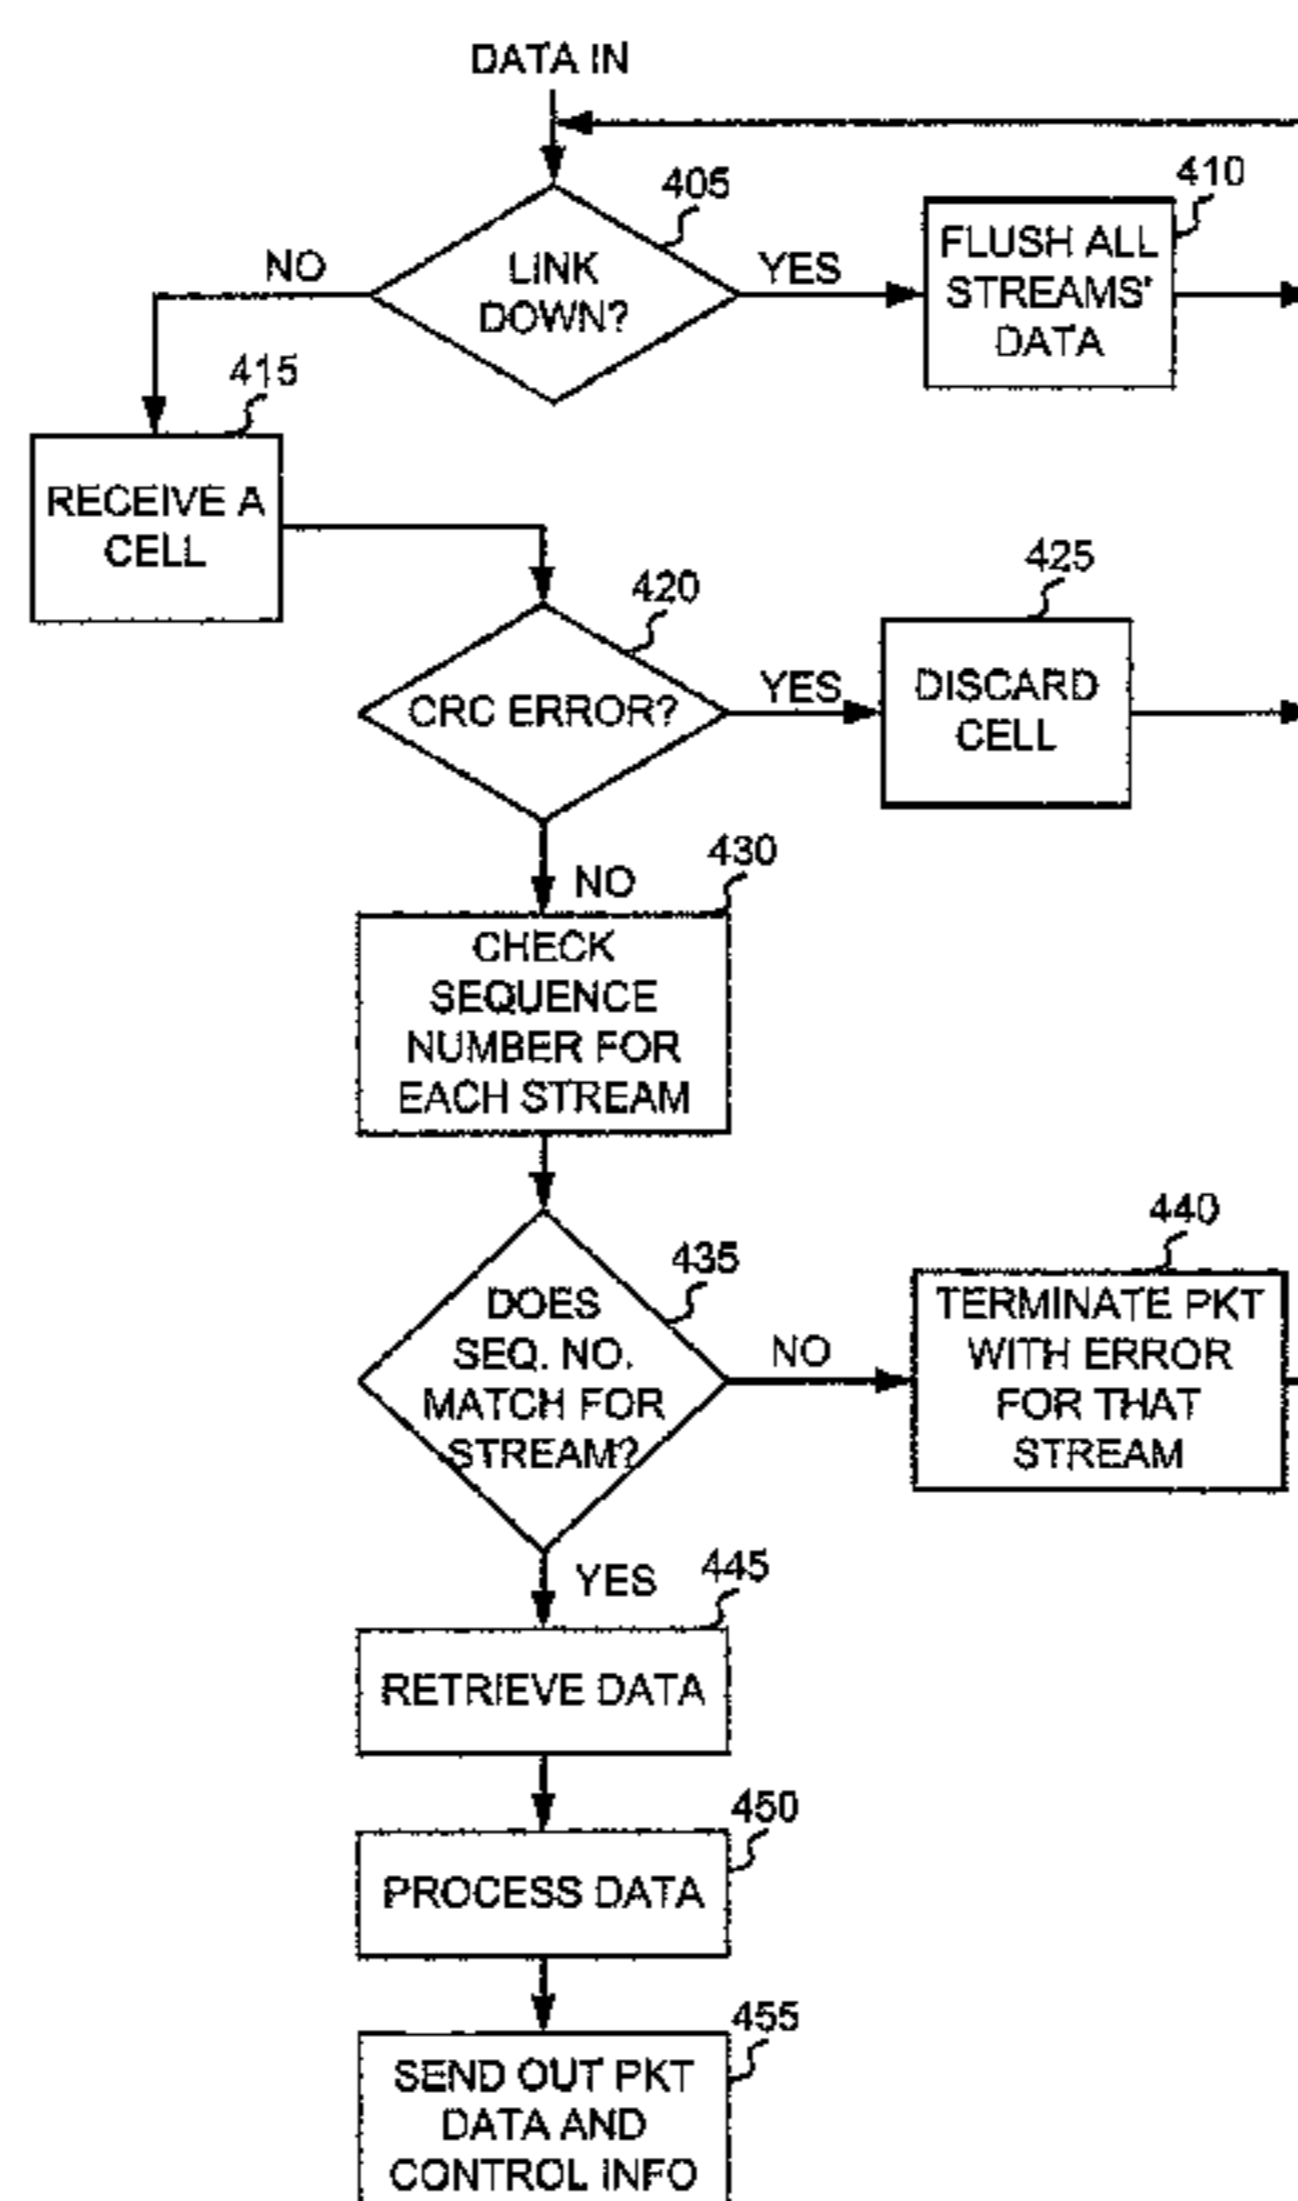 DATA IN
405
LINK
DOWN?
NO
YES
410
FLUSH ALL
STREAMS'
DATA
415
RECEIVE A
CELL
420
CRC ERROR?
YES
425
DISCARD
CELL
NO
430
CHECK
SEQUENCE
NUMBER FOR
EACH STREAM
435
DOES
SEQ. NO.
MATCH FOR
STREAM?
NO
440
TERMINATE PKT
WITH ERROR
FOR THAT
STREAM
YES
445
RETRIEVE DATA
450
PROCESS DATA
455
SEND OUT PKT
DATA AND
CONTROL INFO